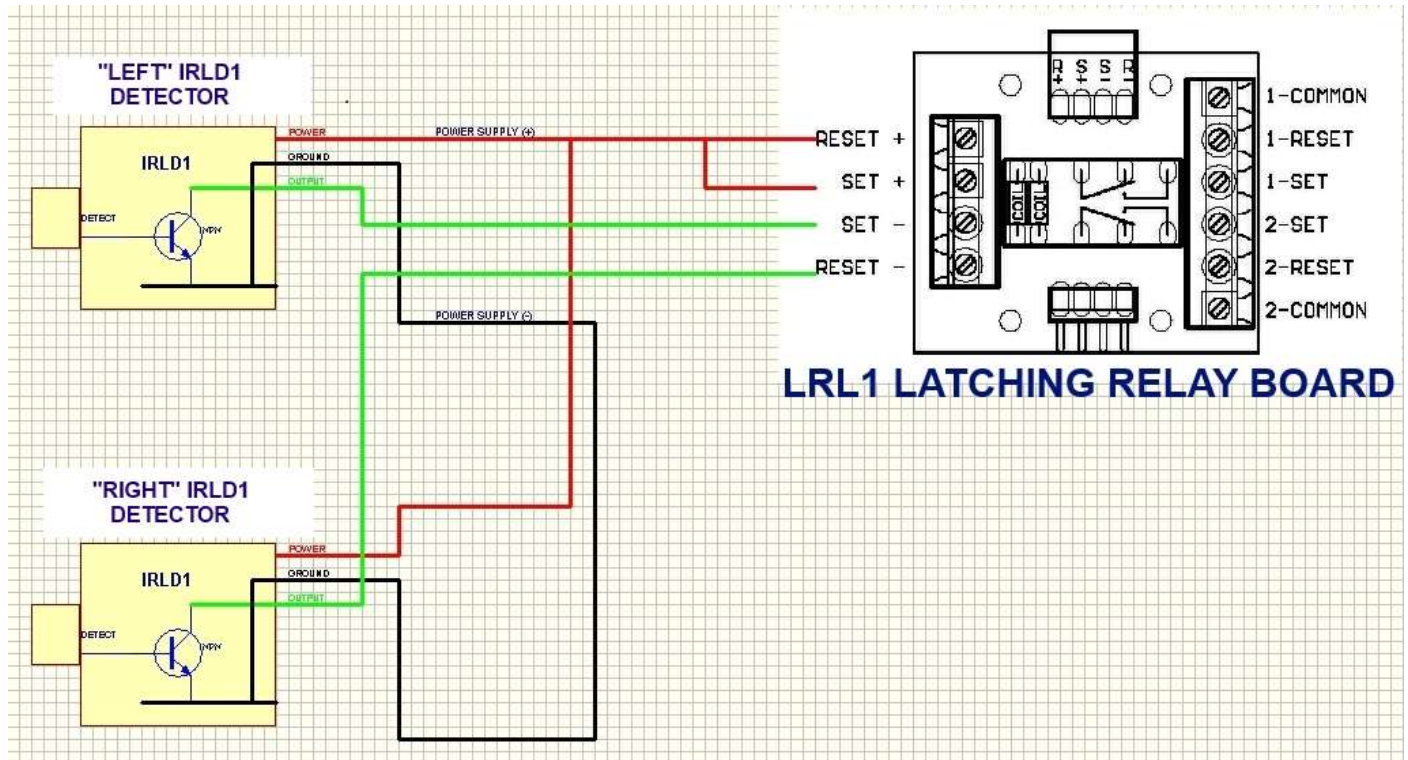 "LEFT" IRLD1
DETECTOR
IRLD1
POWER
GROUND
OUTPUT
DETECT
NPN
POWER SUPPLY (+)
POWER SUPPLY (-)
R S S R
+ + - -
RESET +
SET +
SET -
RESET -
COIL
COIL
1-COMMON
1-RESET
1-SET
2-SET
2-RESET
2-COMMON
LRL1 LATCHING RELAY BOARD
"RIGHT" IRLD1
DETECTOR
IRLD1
POWER
GROUND
OUTPUT
DETECT
NPN